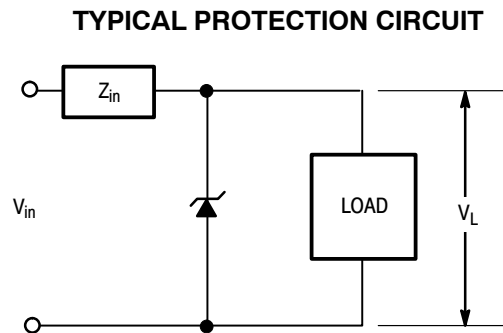 TYPICAL PROTECTION CIRCUIT
Zin
Vin
LOAD
VL